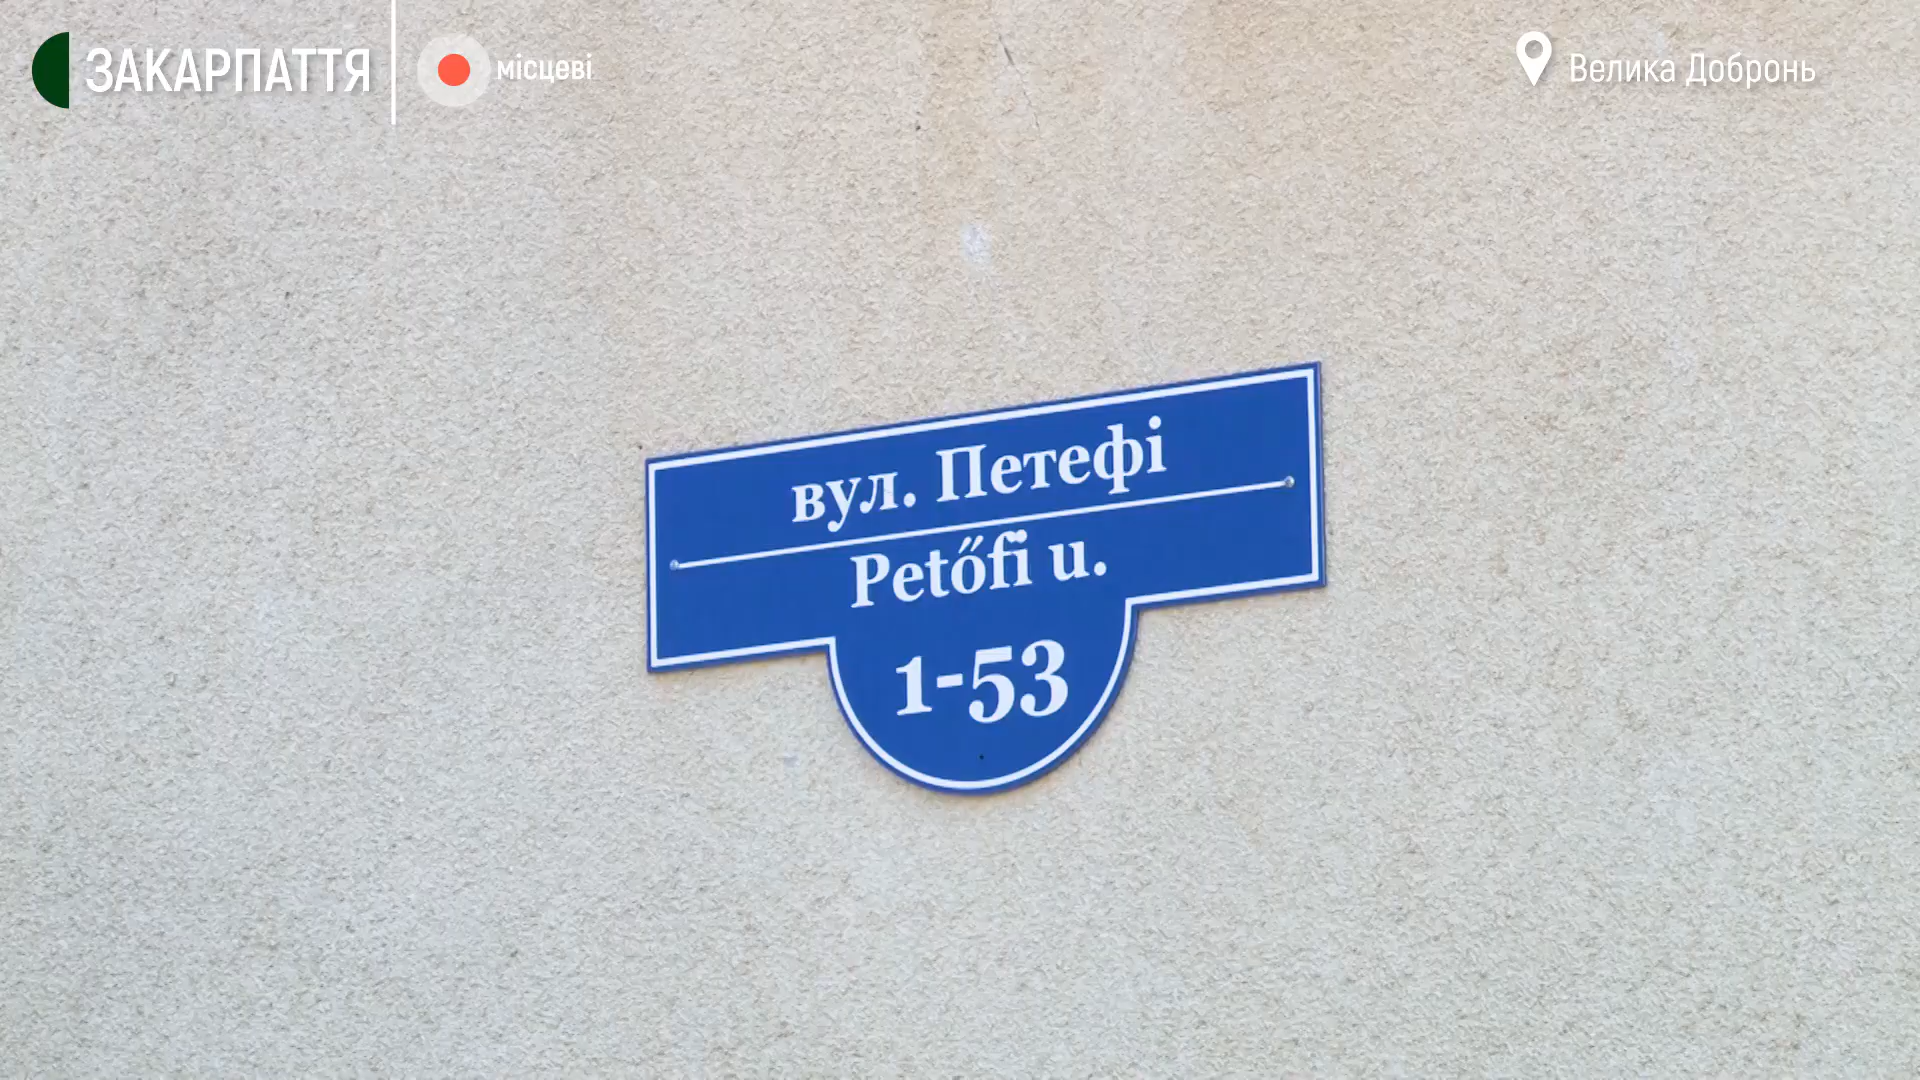 ЗАКАРПАТТЯ
місцеві
Велика Добронь
вул. Петефі
Petőfi u.
1-53